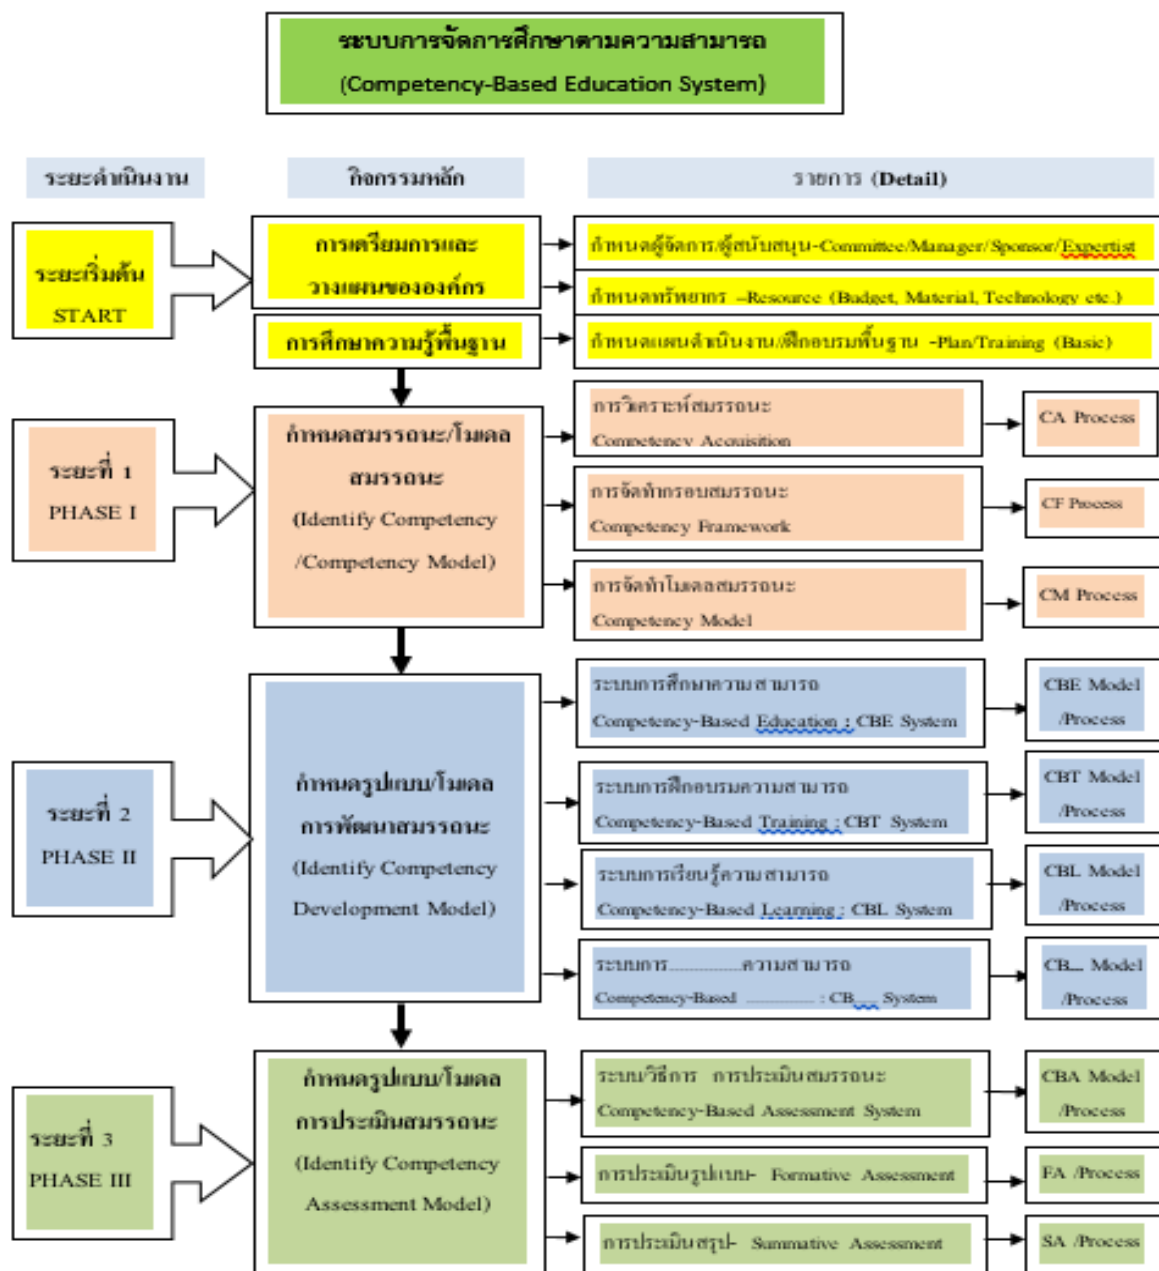 ระบบการจัดการศึกษาตามความสามารถ
(Competency-Based Education System)
ระยะดำเนินงาน
กิจกรรมหลัก
รายการ (Detail)
ระยะเริ่มต้น
START
การเตรียมการและ
วางแผนขององค์กร
การศึกษาความรู้พื้นฐาน
กำหนดผู้จัดการ/ผู้สนับสนุน-Committee/Manager/Sponsor/Expertist
กำหนดทรัพยากร –Resource (Budget, Material, Technology etc.)
กำหนดแผนดำเนินงาน//ฝึกอบรมพื้นฐาน -Plan/Training (Basic)
ระยะที่ 1
PHASE I
กำหนดสมรรถนะ/โมเดล
สมรรถนะ
(Identify Competency
/Competency Model)
การวิเคราะห์สมรรถนะ
Competency Acquisition
CA Process
การจัดทำกรอบสมรรถนะ
Competency Framework
CF Process
การจัดทำโมเดลสมรรถนะ
Competency Model
CM Process
ระยะที่ 2
PHASE II
กำหนดรูปแบบ/โมเดล
การพัฒนาสมรรถนะ
(Identify Competency
Development Model)
ระบบการศึกษาความสามารถ
Competency-Based Education : CBE System
CBE Model
/Process
ระบบการฝึกอบรมความสามารถ
Competency-Based Training : CBT System
CBT Model
/Process
ระบบการเรียนรู้ความสามารถ
Competency-Based Learning : CBL System
CBL Model
/Process
ระบบการ................ความสามารถ
Competency-Based ................ : CB.... System
CB.... Model
/Process
ระยะที่ 3
PHASE III
กำหนดรูปแบบ/โมเดล
การประเมินสมรรถนะ
(Identify Competency
Assessment Model)
ระบบ/วิธีการ การประเมินสมรรถนะ
Competency-Based Assessment System
CBA Model
/Process
การประเมินรูปแบบ- Formative Assessment
FA /Process
การประเมินสรุป- Summative Assessment
SA /Process